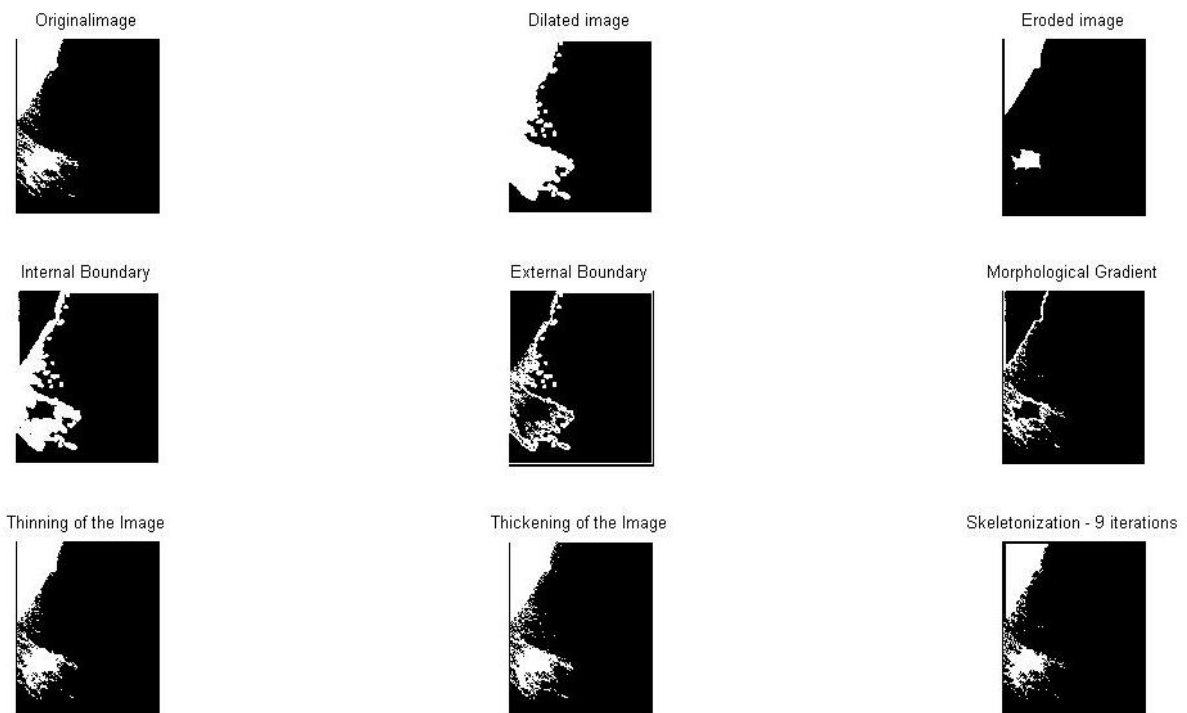 Originalimage
Dilated image
Eroded image
Internal Boundary
External Boundary
Morphological Gradient
Thinning of the Image
Thickening of the Image
Skeletonization - 9 iterations